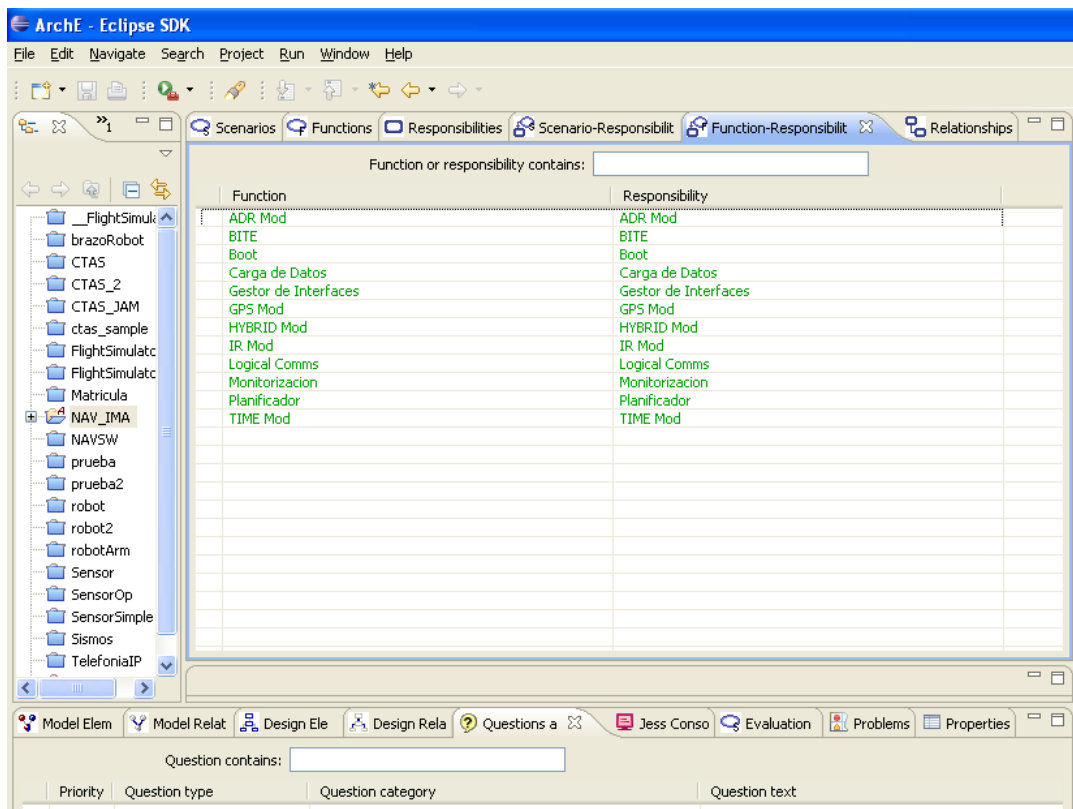 ArchE - Eclipse SDK
File Edit Navigate Search Project Run Window Help
1
Scenarios Functions Responsibilities Scenario-Responsibilit Function-Responsibilit Relationships
Function or responsibility contains:
Function Responsibility
ADR Mod ADR Mod
BITE BITE
Boot Boot
Carga de Datos Carga de Datos
Gestor de Interfaces Gestor de Interfaces
GPS Mod GPS Mod
HYBRID Mod HYBRID Mod
IR Mod IR Mod
Logical Comms Logical Comms
Monitorizacion Monitorizacion
Planificador Planificador
TIME Mod TIME Mod
__FlightSimula
brazoRobot
CTAS
CTAS_2
CTAS_JAM
ctas_sample
FlightSimulatc
FlightSimulatc
Matricula
NAV_IMA
NAVSW
prueba
prueba2
robot
robot2
robotArm
Sensor
SensorOp
SensorSimple
Sismos
TelefoniaIP
Model Elem Model Relat Design Ele Design Rela Questions a Jess Conso Evaluation Problems Properties
Question contains:
Priority Question type Question category Question text